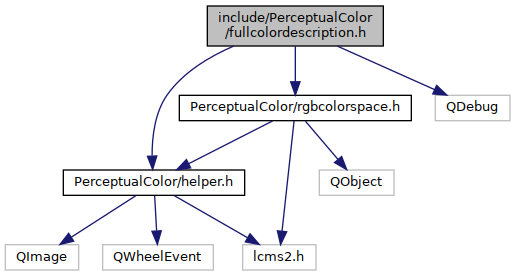 include/PerceptualColor
/fullcolordescription.h
PerceptualColor/rgbcolorspace.h
QDebug
PerceptualColor/helper.h
QObject
QImage
QWheelEvent
lcms2.h